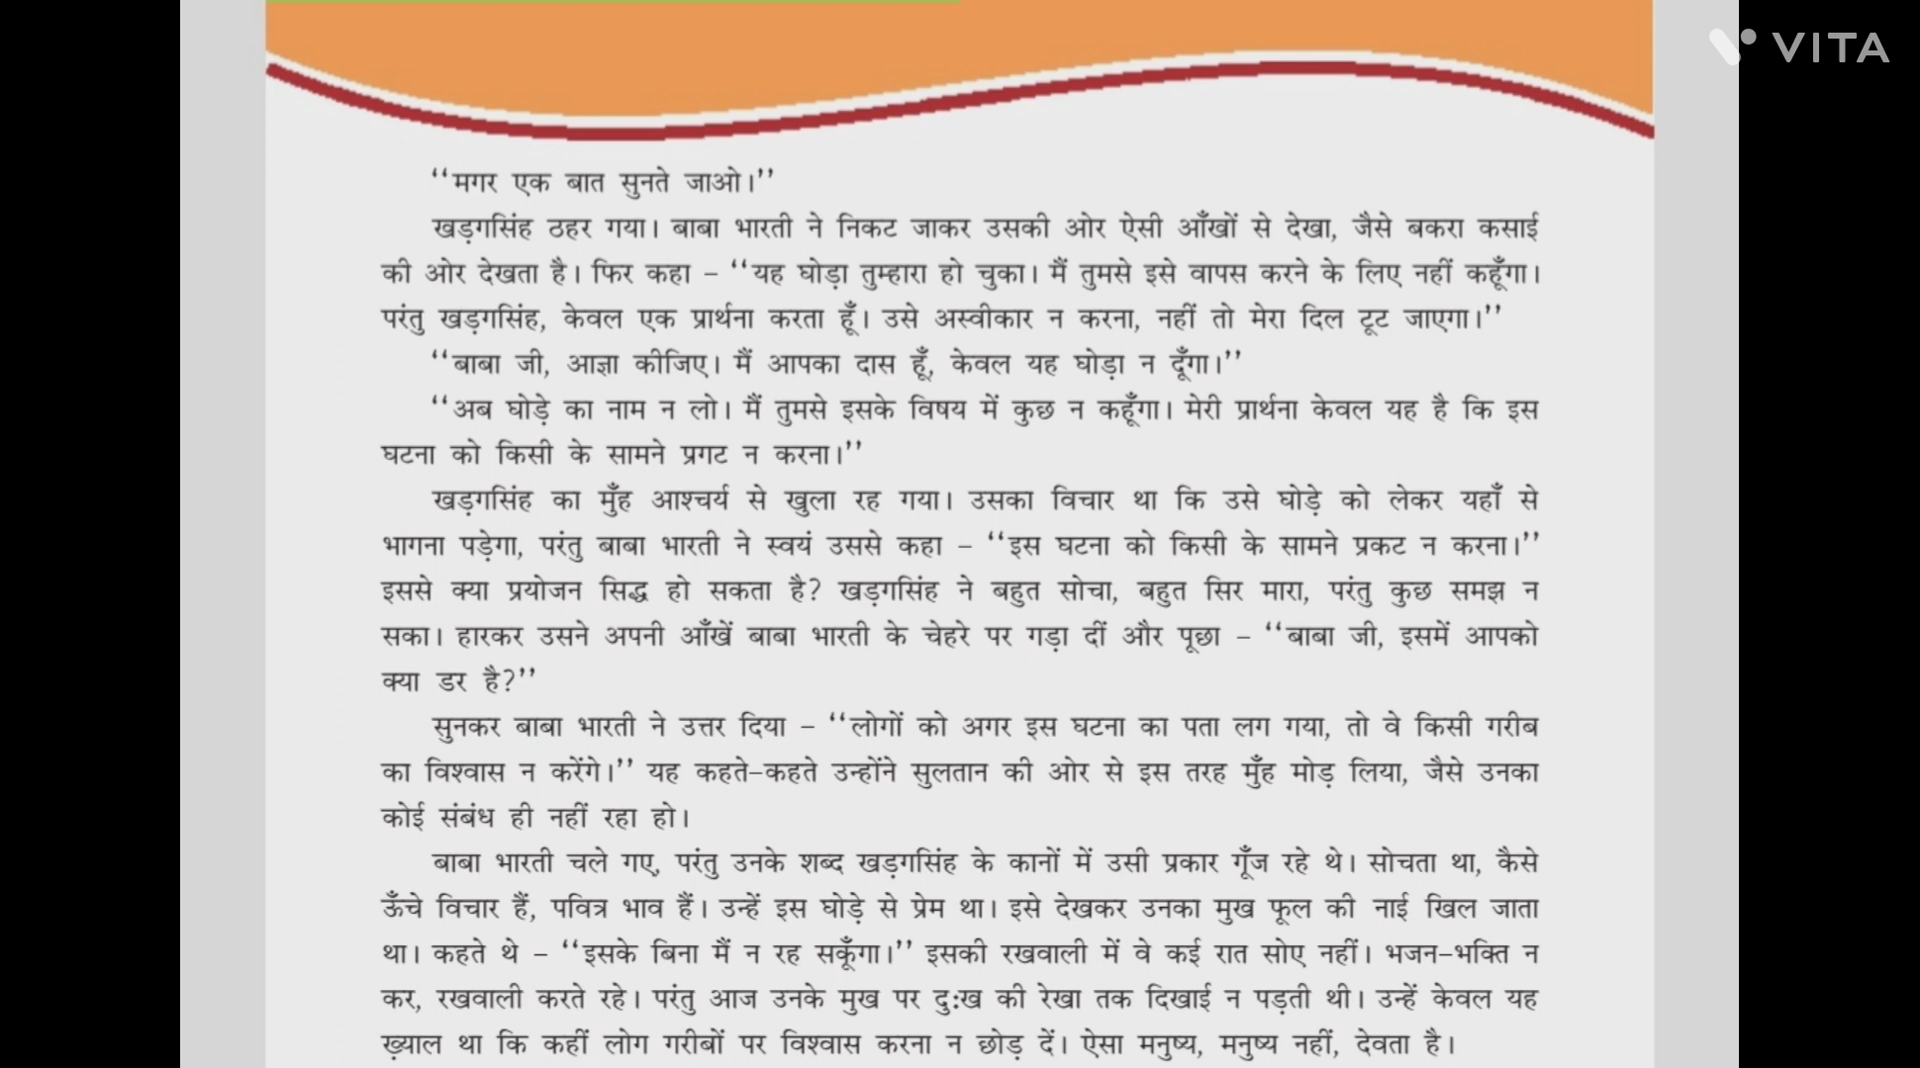 VITA
‘‘मगर एक बात सुनते जाओ।’’
खड़गसिंह ठहर गया। बाबा भारती ने निकट जाकर उसकी ओर ऐसी आँखों से देखा, जैसे बकरा कसाई
की ओर देखता है। फिर कहा – ‘‘यह घोड़ा तुम्हारा हो चुका। मैं तुमसे इसे वापस करने के लिए नहीं कहूँगा।
परंतु खड़गसिंह, केवल एक प्रार्थना करता हूँ। उसे अस्वीकार न करना, नहीं तो मेरा दिल टूट जाएगा।’’
‘‘बाबा जी, आज्ञा कीजिए। मैं आपका दास हूँ, केवल यह घोड़ा न दूँगा।’’
‘‘अब घोड़े का नाम न लो। मैं तुमसे इसके विषय में कुछ न कहूँगा। मेरी प्रार्थना केवल यह है कि इस
घटना को किसी के सामने प्रगट न करना।’’
खड़गसिंह का मुँह आश्चर्य से खुला रह गया। उसका विचार था कि उसे घोड़े को लेकर यहाँ से
भागना पड़ेगा, परंतु बाबा भारती ने स्वयं उससे कहा – ‘‘इस घटना को किसी के सामने प्रकट न करना।’’
इससे क्या प्रयोजन सिद्ध हो सकता है? खड़गसिंह ने बहुत सोचा, बहुत सिर मारा, परंतु कुछ समझ न
सका। हारकर उसने अपनी आँखें बाबा भारती के चेहरे पर गड़ा दीं और पूछा – ‘‘बाबा जी, इसमें आपको
क्या डर है?’’
सुनकर बाबा भारती ने उत्तर दिया – ‘‘लोगों को अगर इस घटना का पता लग गया, तो वे किसी गरीब
का विश्वास न करेंगे।’’ यह कहते–कहते उन्होंने सुलतान की ओर से इस तरह मुँह मोड़ लिया, जैसे उनका
कोई संबंध ही नहीं रहा हो।
बाबा भारती चले गए, परंतु उनके शब्द खड़गसिंह के कानों में उसी प्रकार गूँज रहे थे। सोचता था, कैसे
ऊँचे विचार हैं, पवित्र भाव हैं। उन्हें इस घोड़े से प्रेम था। इसे देखकर उनका मुख फूल की नाई खिल जाता
था। कहते थे – ‘‘इसके बिना मैं न रह सकूँगा।’’ इसकी रखवाली में वे कई रात सोए नहीं। भजन–भक्ति न
कर, रखवाली करते रहे। परंतु आज उनके मुख पर दुःख की रेखा तक दिखाई न पड़ती थी। उन्हें केवल यह
ख़्याल था कि कहीं लोग गरीबों पर विश्वास करना न छोड़ दें। ऐसा मनुष्य, मनुष्य नहीं, देवता है।